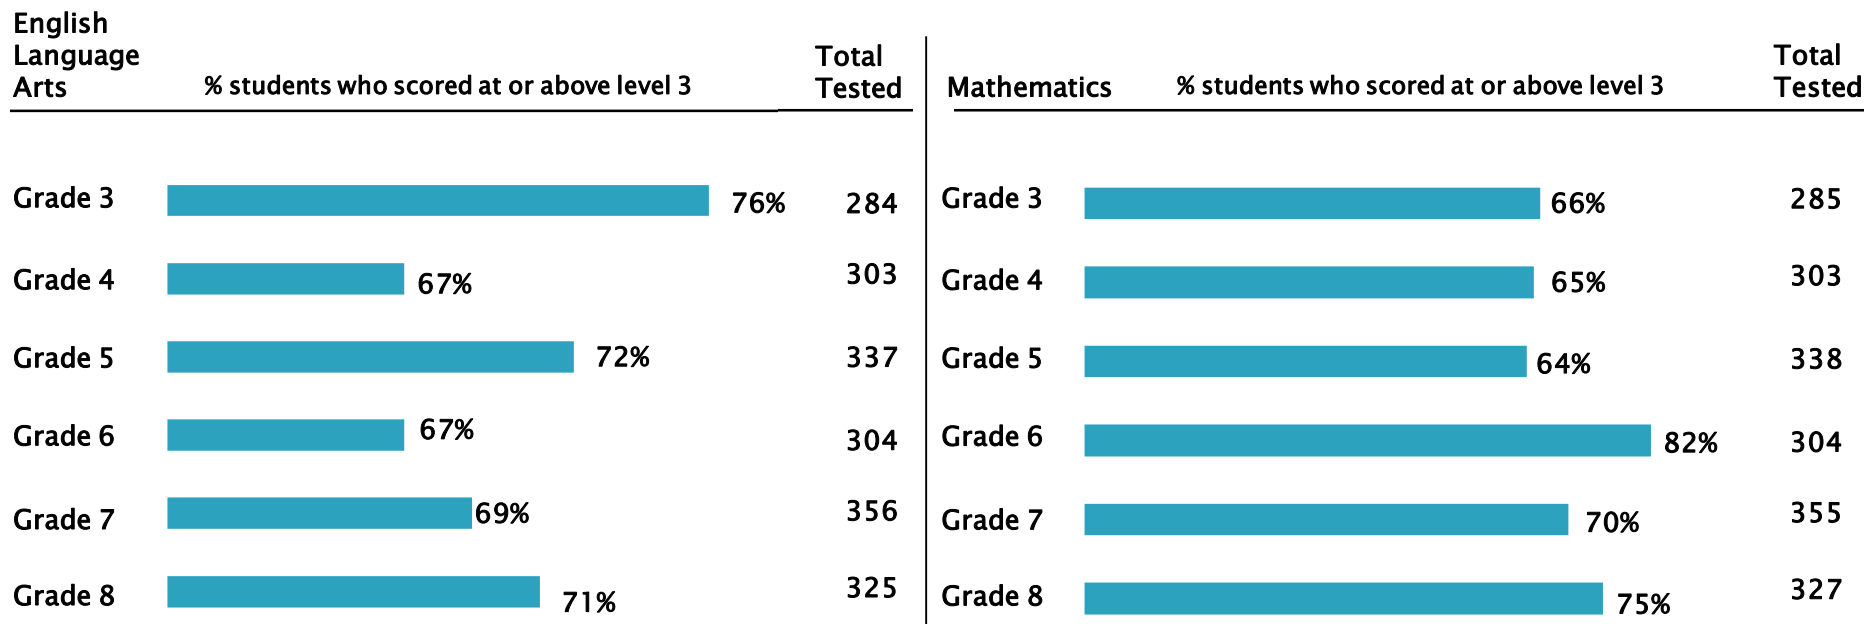 English
Language
Arts
% students who scored at or above level 3
Total
Tested
Grade 3
76%
284
Grade 4
67%
303
Grade 5
72%
337
Grade 6
67%
304
Grade 7
69%
356
Grade 8
71%
325
Mathematics
% students who scored at or above level 3
Total
Tested
Grade 3
66%
285
Grade 4
65%
303
Grade 5
64%
338
Grade 6
82%
304
Grade 7
70%
355
Grade 8
75%
327